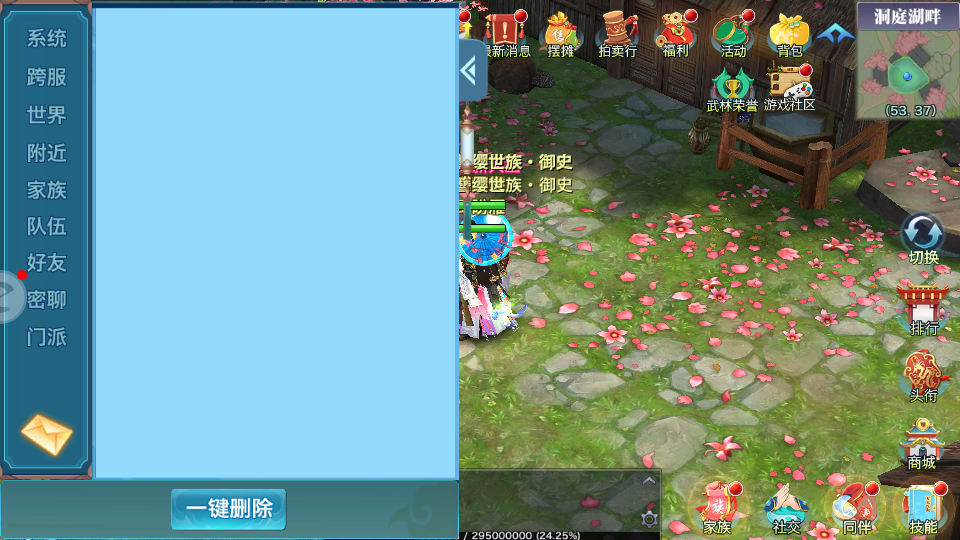 系统
跨服
世界
附近
家族
队伍
好友
密聊
门派
一键删除
最新消息
摆摊
拍卖行
福利
活动
背包
武林荣誉
游戏社区
洞庭湖畔
(53, 37)
缨世族·御史
缨世族·御史
切换
排行
头衔
商城
家族
社交
同伴
技能
/ 295000000 (24.25%)